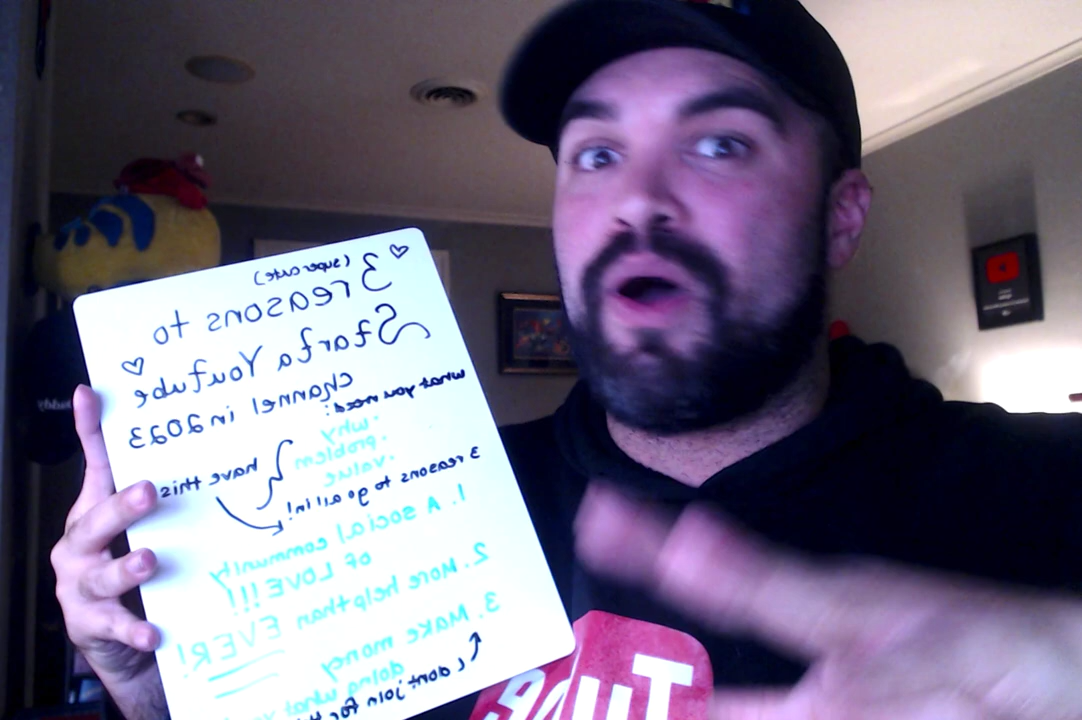 3 reasons to
(super cute)
Start a YouTube
channel in 2023
what you need:
• why
• problem
• value
have this
3 reasons to go all in!
1. A social community
of LOVE!!!
2. More help than EVER!
3. Make money
doing what
(don't join for
Tube
buddy